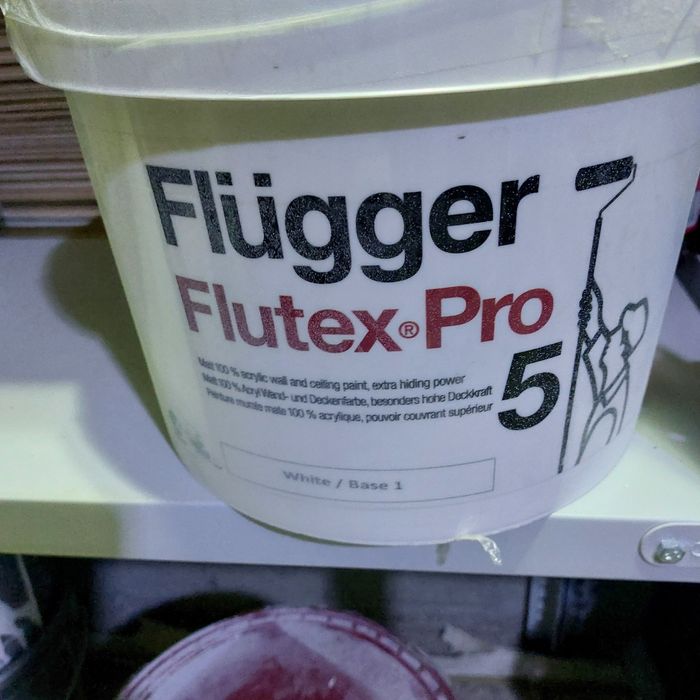 Flügger
Flutex® Pro
5
Matt 100 % acrylic wall and ceiling paint, extra hiding power
Matt 100 % Acryl Wand- und Deckenfarbe, besonders hohe Deckkraft
Peinture murale mate 100 % acrylique, pouvoir couvrant supérieur
White / Base 1